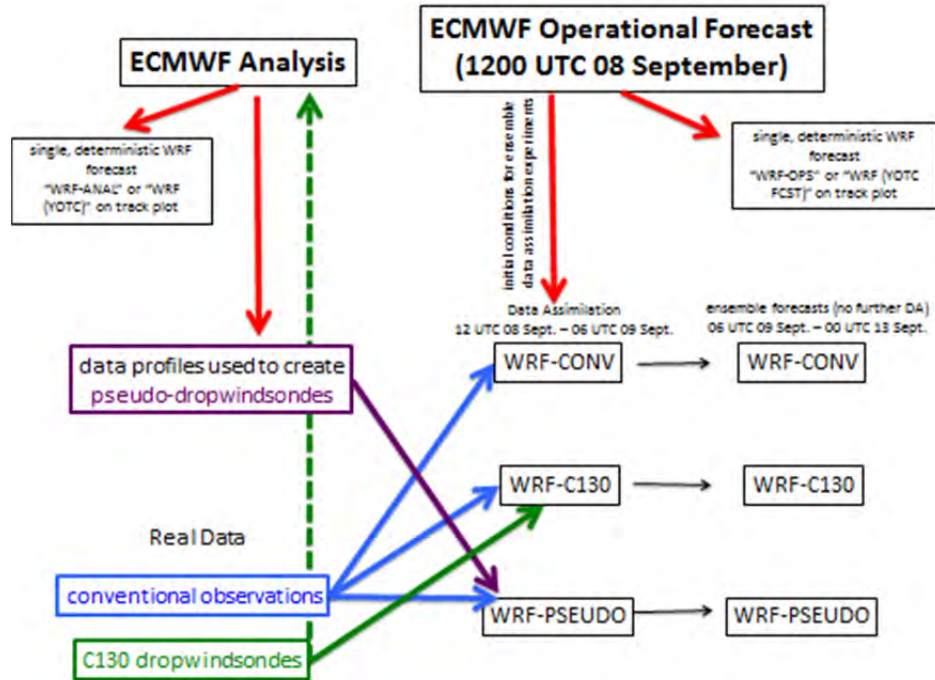 ECMWF Analysis
ECMWF Operational Forecast
(1200 UTC 08 September)
single, deterministic WRF
forecast
"WRF-ANAL" or "WRF
(YOTC)" on track plot
initial conditions for ensemble
data assimilation experiments
single, deterministic WRF
forecast
"WRF-OPS" or "WRF (YOTC
FCST)" on track plot
Data Assimilation
12 UTC 08 Sept. – 06 UTC 09 Sept.
ensemble forecasts (no further DA)
06 UTC 09 Sept. – 00 UTC 13 Sept.
data profiles used to create
pseudo-dropwindsondes
WRF-CONV
WRF-CONV
WRF-C130
WRF-C130
Real Data
conventional observations
WRF-PSEUDO
WRF-PSEUDO
C130 dropwindsondes